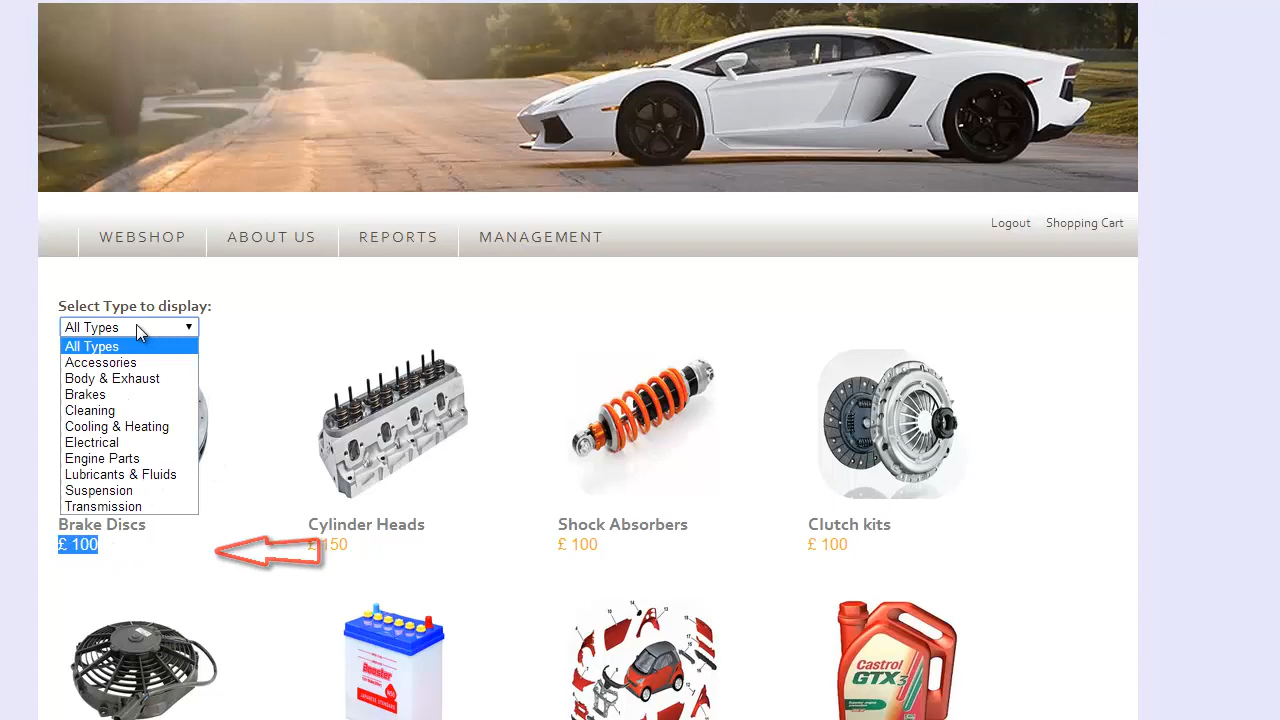 Logout Shopping Cart
WEBSHOP ABOUT US REPORTS MANAGEMENT
Select Type to display:
All Types
All Types
Accessories
Body & Exhaust
Brakes
Cleaning
Cooling & Heating
Electrical
Engine Parts
Lubricants & Fluids
Suspension
Transmission
Brake Discs Cylinder Heads Shock Absorbers Clutch kits
£ 100 £ 150 £ 100 £ 100
Castrol
GTX3